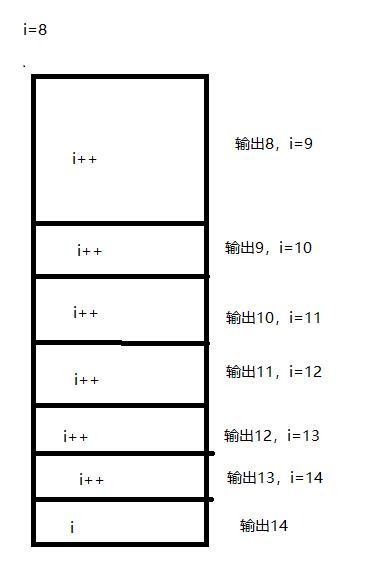 i=8
.
i++ 输出8，i=9
i++ 输出9，i=10
i++ 输出10，i=11
i++ 输出11，i=12
i++ 输出12，i=13
i++ 输出13，i=14
i 输出14